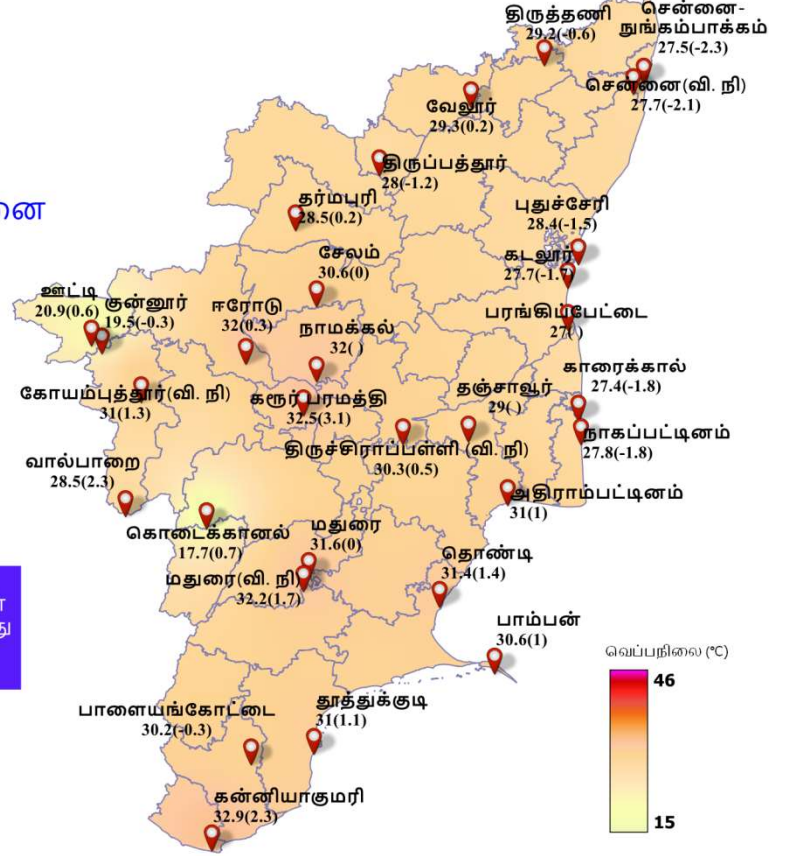 திருத்தணி
29.2(-0.6)
சென்னை-
நுங்கம்பாக்கம்
27.5(-2.3)
சென்னை(வி. நி)
27.7(-2.1)
வேலூர்
29.3(0.2)
திருப்பத்தூர்
28(-1.2)
தர்மபுரி
28.5(0.2)
புதுச்சேரி
28.4(-1.5)
சேலம்
30.6(0)
கடலூர்
27.7(-1.7)
ஊட்டி
20.9(0.6)
குன்னூர்
19.5(-0.3)
ஈரோடு
32(0.3)
நாமக்கல்
32( )
பரங்கிபேட்டை
27( )
காரைக்கால்
27.4(-1.8)
கோயம்புத்தூர்(வி. நி)
31(1.3)
கரூர் பரமத்தி
32.5(3.1)
தஞ்சாவூர்
29( )
நாகப்பட்டினம்
27.8(-1.8)
திருச்சிராப்பள்ளி (வி. நி)
30.3(0.5)
வால்பாறை
28.5(2.3)
அதிராம்பட்டினம்
31(1)
கொடைக்கானல்
17.7(0.7)
மதுரை
31.6(0)
மதுரை(வி. நி)
32.2(1.7)
தொண்டி
31.4(1.4)
பாம்பன்
30.6(1)
வெப்பநிலை (°C)
46
15
பாளையங்கோட்டை
30.2(-0.3)
தூத்துக்குடி
31(1.1)
கன்னியாகுமரி
32.9(2.3)